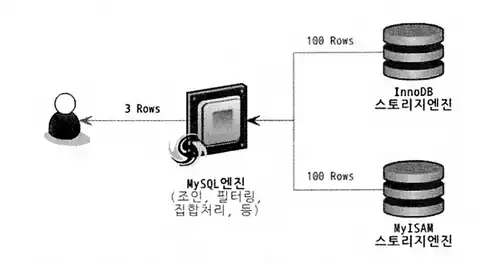 100 Rows
InnoDB
스토리지엔진
3 Rows
MySQL엔진
(조인, 필터링,
집합처리, 등)
100 Rows
MyISAM
스토리지엔진